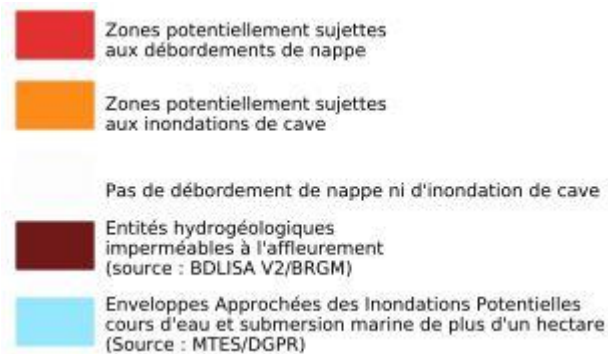 Zones potentiellement sujettes
aux débordements de nappe
Zones potentiellement sujettes
aux inondations de cave
Pas de débordement de nappe ni d'inondation de cave
Entités hydrogéologiques
imperméables à l'affleurement
(source : BDLISA V2/BRGM)
Enveloppes Approchées des Inondations Potentielles
cours d'eau et submersion marine de plus d'un hectare
(Source : MTES/DGPR)